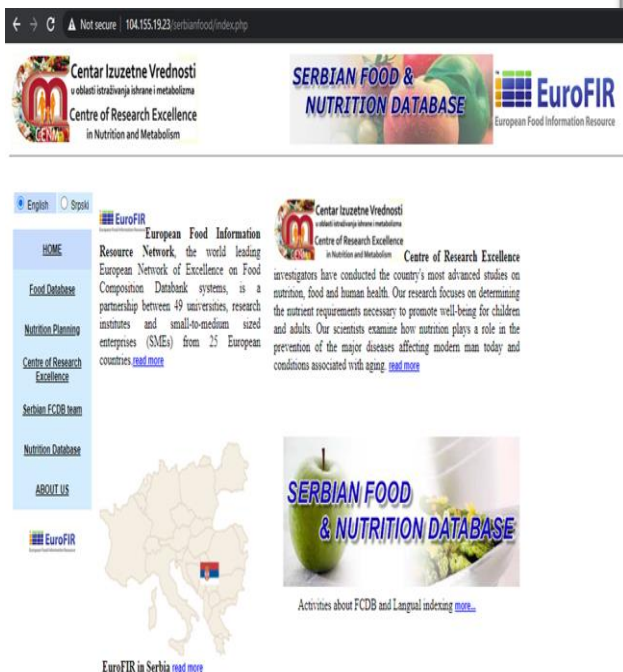 Not secure | 104.155.19.23/serbianfood/index.php
Centar Izuzetne Vrednosti
u oblasti istraživanja ishrane i metabolizma
Centre of Research Excellence
in Nutrition and Metabolism
CENM
SERBIAN FOOD &
NUTRITION DATABASE
EuroFIR
European Food Information Resource
English Srpski
HOME
Food Database
Nutrition Planning
Centre of Research
Excellence
Serbian FCDB team
Nutrition Database
ABOUT US
EuroFIR
EuroFIR
European Food Information
Resource Network, the world leading
European Network of Excellence on Food
Composition Databank systems, is a
partnership between 49 universities, research
institutes and small-to-medium sized
enterprises (SMEs) from 25 European
countries.read more
Centar Izuzetne Vrednosti
u oblasti istraživanja ishrane i metabolizma
Centre of Research Excellence
in Nutrition and Metabolism
Centre of Research Excellence
investigators have conducted the country's most advanced studies on
nutrition, food and human health. Our research focuses on determining
the nutrient requirements necessary to promote well-being for children
and adults. Our scientists examine how nutrition plays a role in the
prevention of the major diseases affecting modern man today and
conditions associated with aging. read more
EuroFIR in Serbia read more
SERBIAN FOOD
& NUTRITION DATABASE
Activities about FCDB and Langual indexing more...